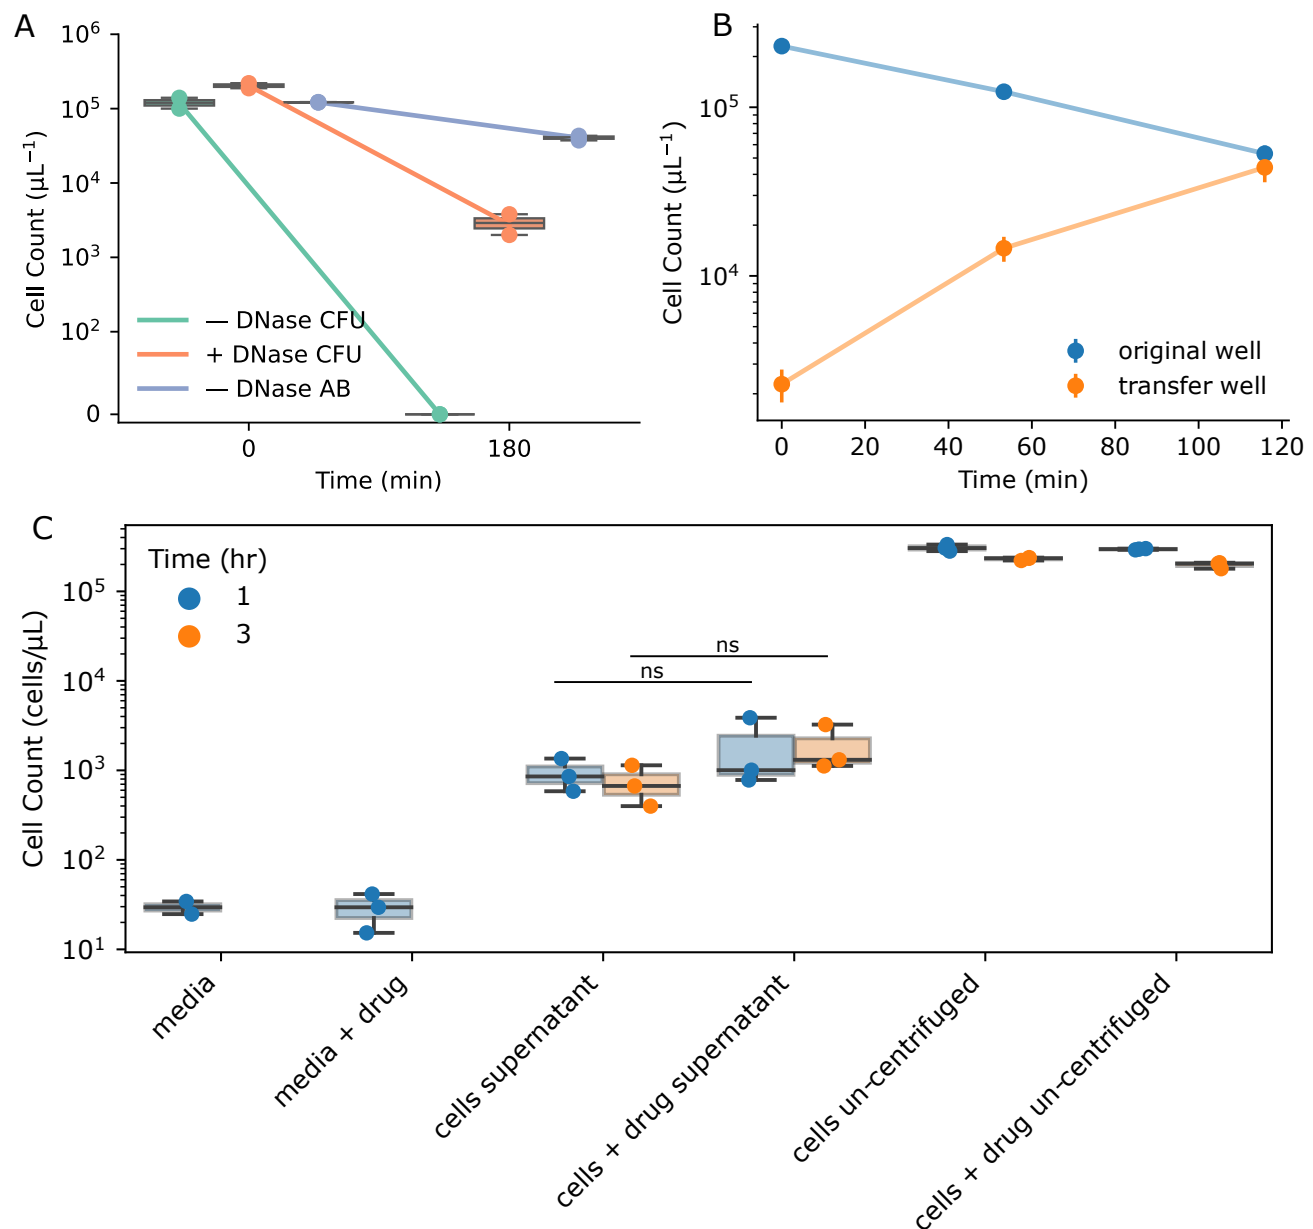 A
10⁶
10⁵
10⁴
10³
10²
0
Cell Count (µL⁻¹)
— DNase CFU
+ DNase CFU
— DNase AB
0 180
Time (min)
B
10⁵
10⁴
Cell Count (µL⁻¹)
original well
transfer well
0 20 40 60 80 100 120
Time (min)
C
Time (hr)
1
3
10⁵
10⁴
10³
10²
10¹
Cell Count (cells/µL)
ns
ns
media
media + drug
cells supernatant
cells + drug supernatant
cells un-centrifuged
cells + drug un-centrifuged